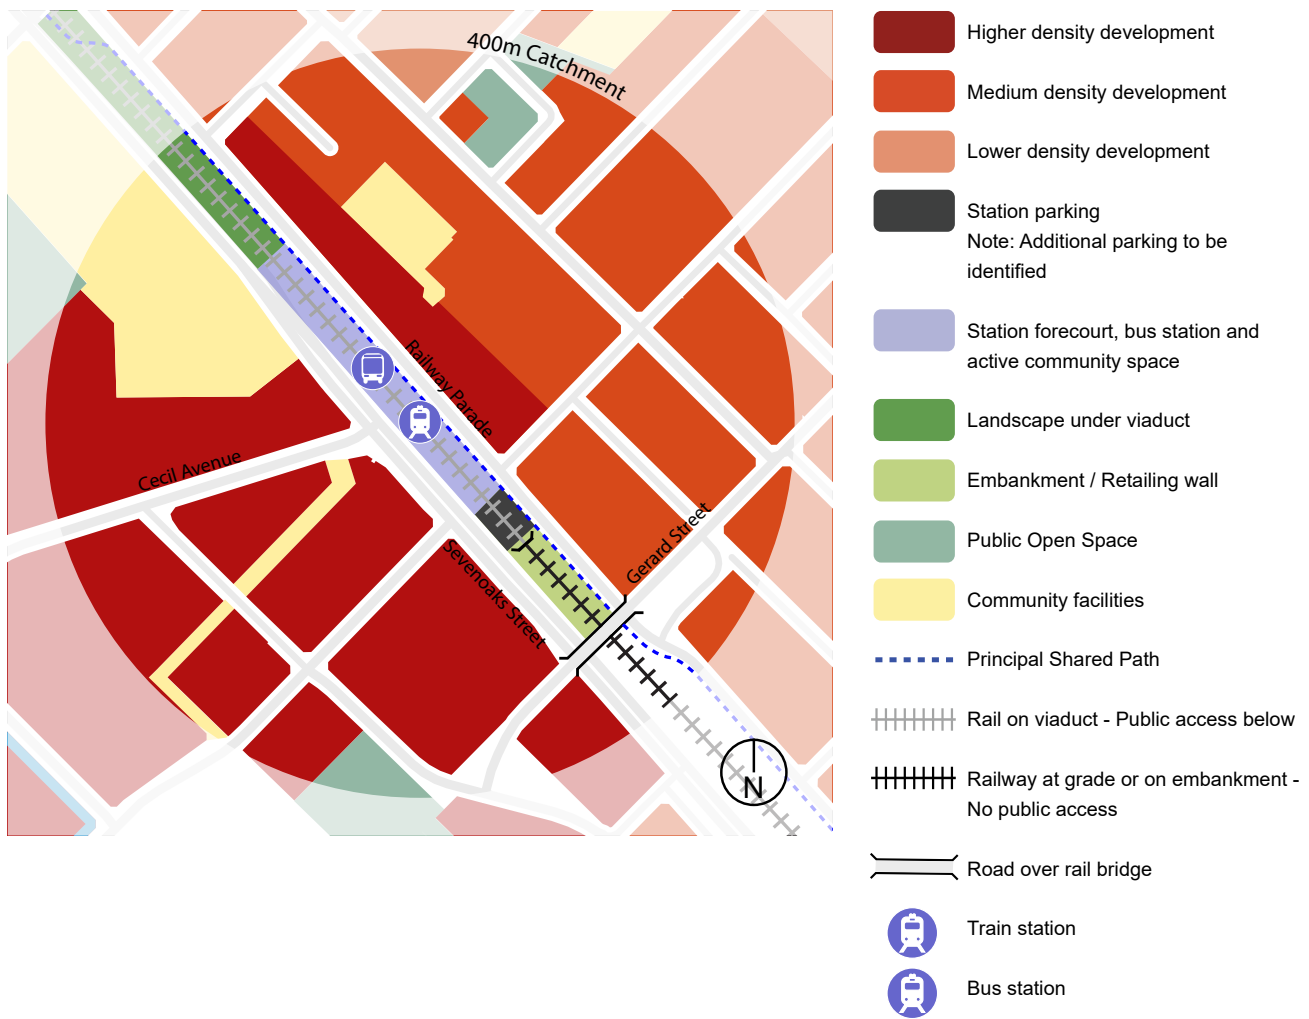 400m Catchment
Railway Parade
Cecil Avenue
Sevenoaks Street
Gerard Street
N
Higher density development
Medium density development
Lower density development
Station parking
Note: Additional parking to be
identified
Station forecourt, bus station and
active community space
Landscape under viaduct
Embankment / Retailing wall
Public Open Space
Community facilities
Principal Shared Path
Rail on viaduct - Public access below
Railway at grade or on embankment -
No public access
Road over rail bridge
Train station
Bus station